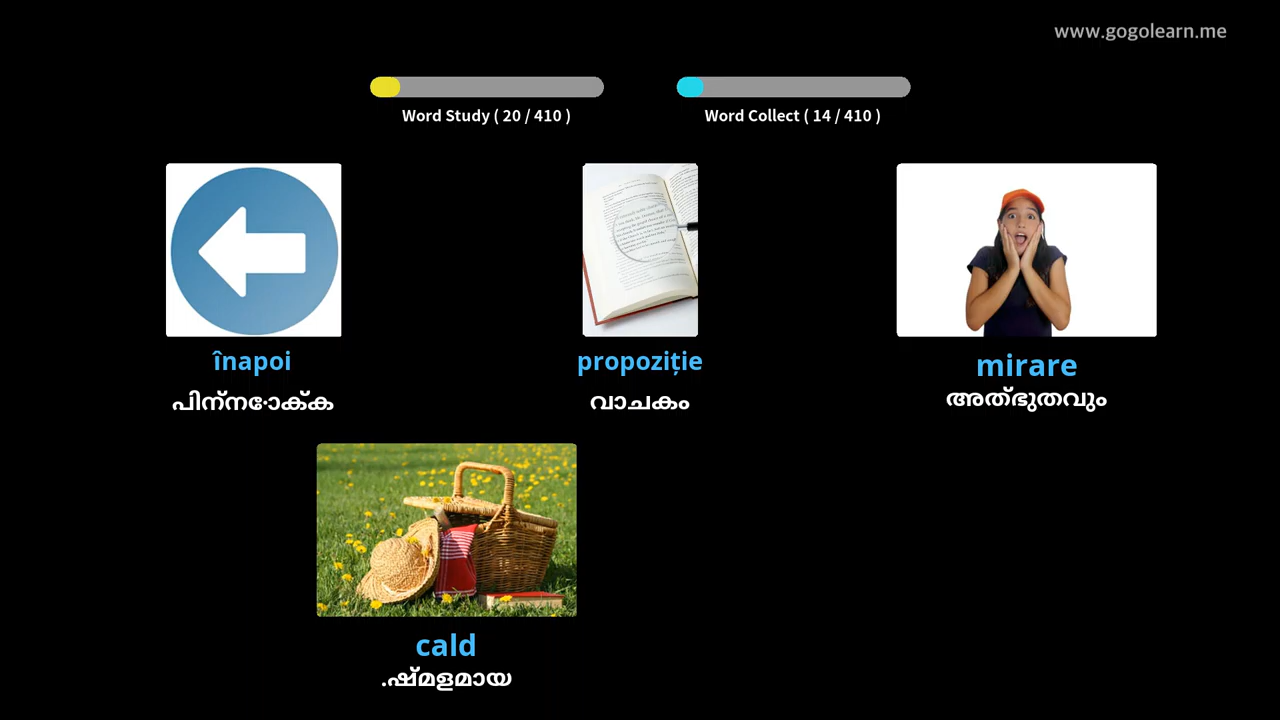 www.gogolearn.me
Word Study ( 20 / 410 )
Word Collect ( 14 / 410 )
înapoi
propoziție
mirare
പിന്നോക്ക
വാചകം
അത്ഭുതവും
cald
.ഷ്മളമായ